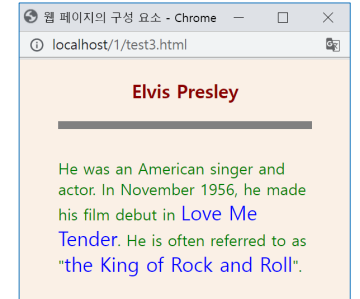 웹 페이지의 구성 요소 - Chrome
localhost/1/test3.html
Elvis Presley
He was an American singer and
actor. In November 1956, he made
his film debut in Love Me
Tender. He is often referred to as
"the King of Rock and Roll".